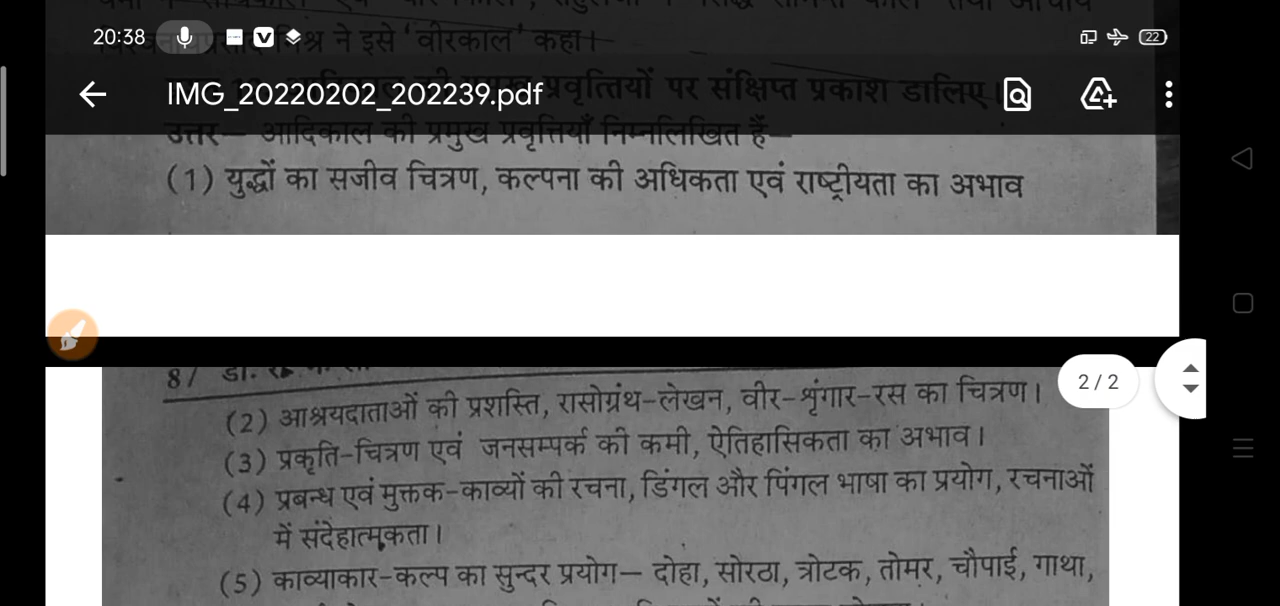 20:38
22
श्र ने इसे 'वीरकाल' कहा।
IMG_20220202_202239.pdf
प्रवृत्तियों पर संक्षिप्त प्रकाश डालिए
उत्तर— आदिकाल की प्रमुख प्रवृत्तियाँ निम्नलिखित हैं—
(1) युद्धों का सजीव चित्रण, कल्पना की अधिकता एवं राष्ट्रीयता का अभाव
2 / 2
8/ डॉ.
(2) आश्रयदाताओं की प्रशस्ति, रासोग्रंथ-लेखन, वीर-शृंगार-रस का चित्रण।
(3) प्रकृति-चित्रण एवं जनसम्पर्क की कमी, ऐतिहासिकता का अभाव।
(4) प्रबन्ध एवं मुक्तक-काव्यों की रचना, डिंगल और पिंगल भाषा का प्रयोग, रचनाओं
में संदेहात्मकता।
(5) काव्याकार-कल्प का सुन्दर प्रयोग— दोहा, सोरठा, त्रोटक, तोमर, चौपाई, गाथा,